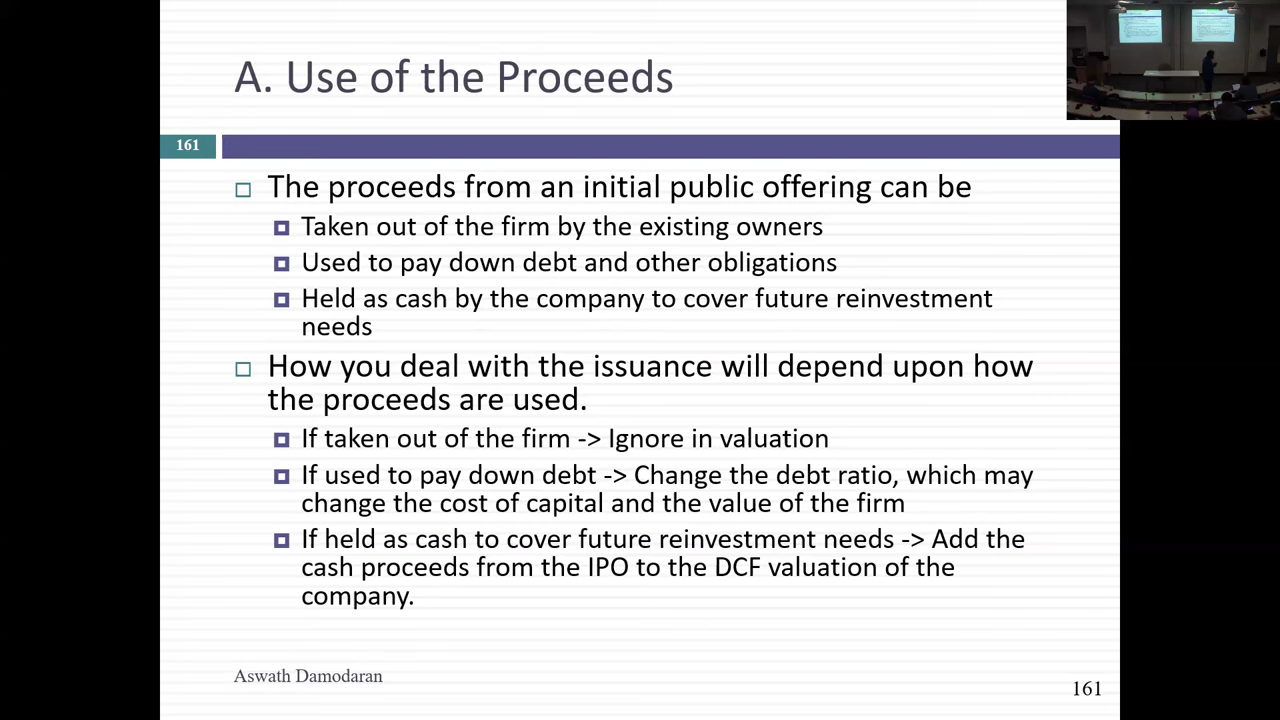 A. Use of the Proceeds
161
The proceeds from an initial public offering can be
Taken out of the firm by the existing owners
Used to pay down debt and other obligations
Held as cash by the company to cover future reinvestment
needs
How you deal with the issuance will depend upon how
the proceeds are used.
If taken out of the firm -> Ignore in valuation
If used to pay down debt -> Change the debt ratio, which may
change the cost of capital and the value of the firm
If held as cash to cover future reinvestment needs -> Add the
cash proceeds from the IPO to the DCF valuation of the
company.
Aswath Damodaran
161